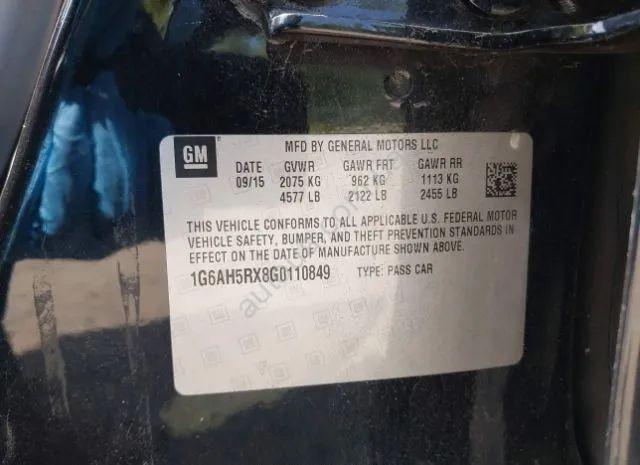 GM
MFD BY GENERAL MOTORS LLC
DATE GVWR GAWR FRT GAWR RR
09/15 2075 KG 962 KG 1113 KG
4577 LB 2122 LB 2455 LB
THIS VEHICLE CONFORMS TO ALL APPLICABLE U.S. FEDERAL MOTOR
VEHICLE SAFETY, BUMPER, AND THEFT PREVENTION STANDARDS IN
EFFECT ON THE DATE OF MANUFACTURE SHOWN ABOVE.
1G6AH5RX8G0110849 TYPE: PASS CAR